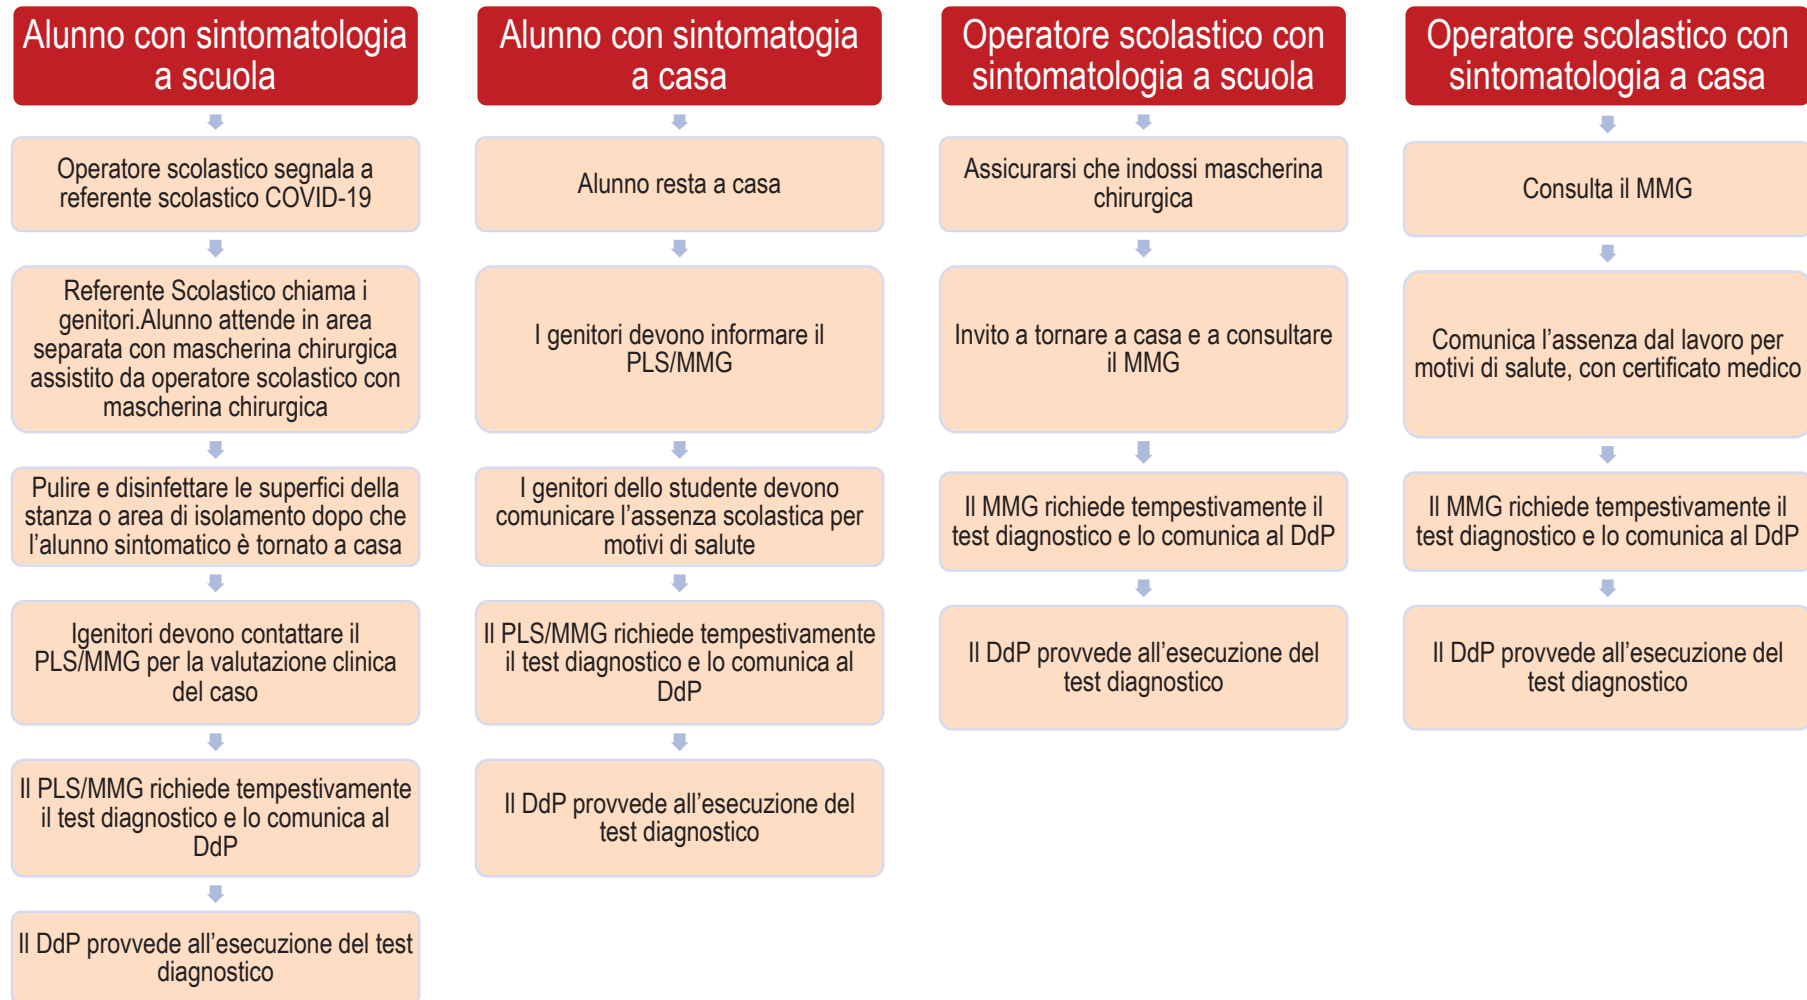 Alunno con sintomatologia
a scuola
Operatore scolastico segnala a
referente scolastico COVID-19
Referente Scolastico chiama i
genitori.Alunno attende in area
separata con mascherina chirurgica
assistito da operatore scolastico con
mascherina chirurgica
Pulire e disinfettare le superfici della
stanza o area di isolamento dopo che
l’alunno sintomatico è tornato a casa
Igenitori devono contattare il
PLS/MMG per la valutazione clinica
del caso
Il PLS/MMG richiede tempestivamente
il test diagnostico e lo comunica al
DdP
Il DdP provvede all’esecuzione del test
diagnostico
Alunno con sintomatogia
a casa
Alunno resta a casa
I genitori devono informare il
PLS/MMG
I genitori dello studente devono
comunicare l’assenza scolastica per
motivi di salute
Il PLS/MMG richiede tempestivamente
il test diagnostico e lo comunica al
DdP
Il DdP provvede all’esecuzione del
test diagnostico
Operatore scolastico con
sintomatologia a scuola
Assicurarsi che indossi mascherina
chirurgica
Invito a tornare a casa e a consultare
il MMG
Il MMG richiede tempestivamente il
test diagnostico e lo comunica al DdP
Il DdP provvede all’esecuzione del
test diagnostico
Operatore scolastico con
sintomatologia a casa
Consulta il MMG
Comunica l’assenza dal lavoro per
motivi di salute, con certificato medico
Il MMG richiede tempestivamente il
test diagnostico e lo comunica al DdP
Il DdP provvede all’esecuzione del
test diagnostico